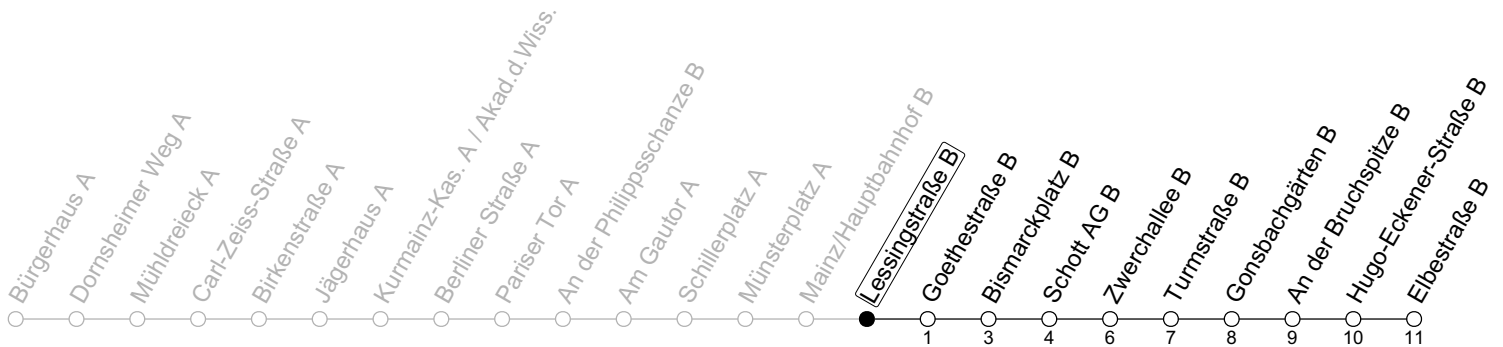 Bürgerhaus A
Dornsheimer Weg A
Mühldreieck A
Carl-Zeiss-Straße A
Birkenstraße A
Jägerhaus A
Kurmainz-Kas. A / Akad.d.Wiss.
Berliner Straße A
Pariser Tor A
An der Philippsschanze B
Am Gautor A
Schillerplatz A
Münsterplatz A
Mainz/Hauptbahnhof B
Lessingstraße B
Goethestraße B
Bismarckplatz B
Schott AG B
Zwerchallee B
Turmstraße B
Gonsbachgärten B
An der Bruchspitze B
Hugo-Eckener-Straße B
Elbestraße B
1 3 4 6 7 8 9 10 11